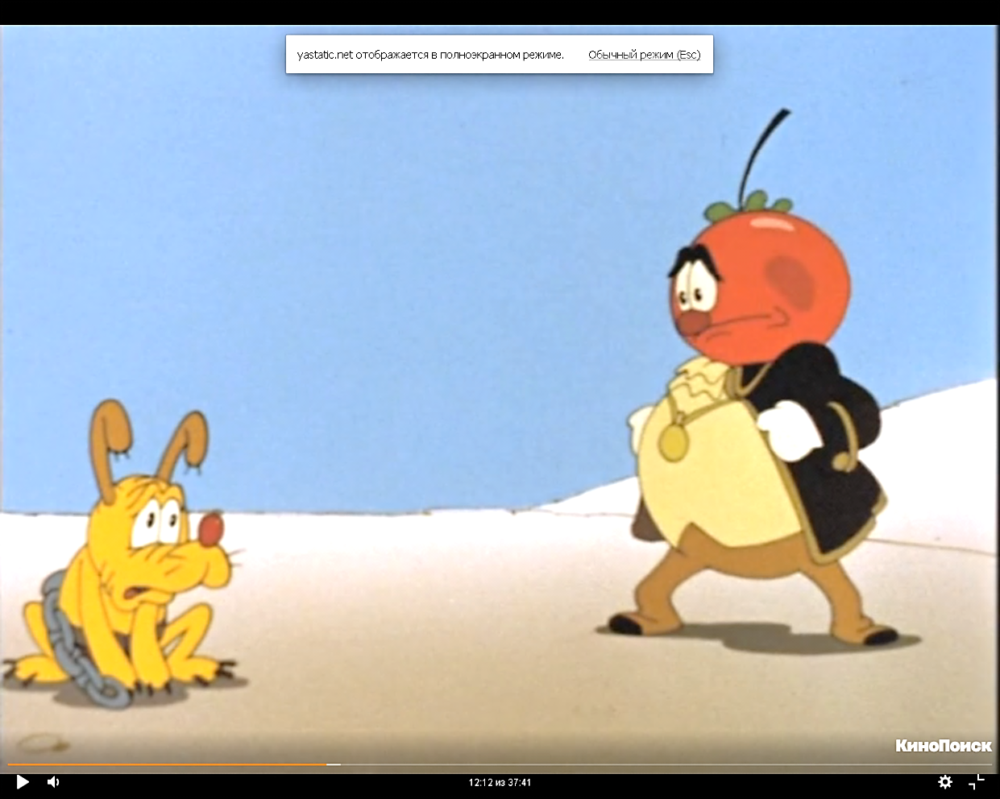 yastatic.net отображается в полноэкранном режиме. Обычный режим (Esc)
КиноПоиск
12:12 из 37:41